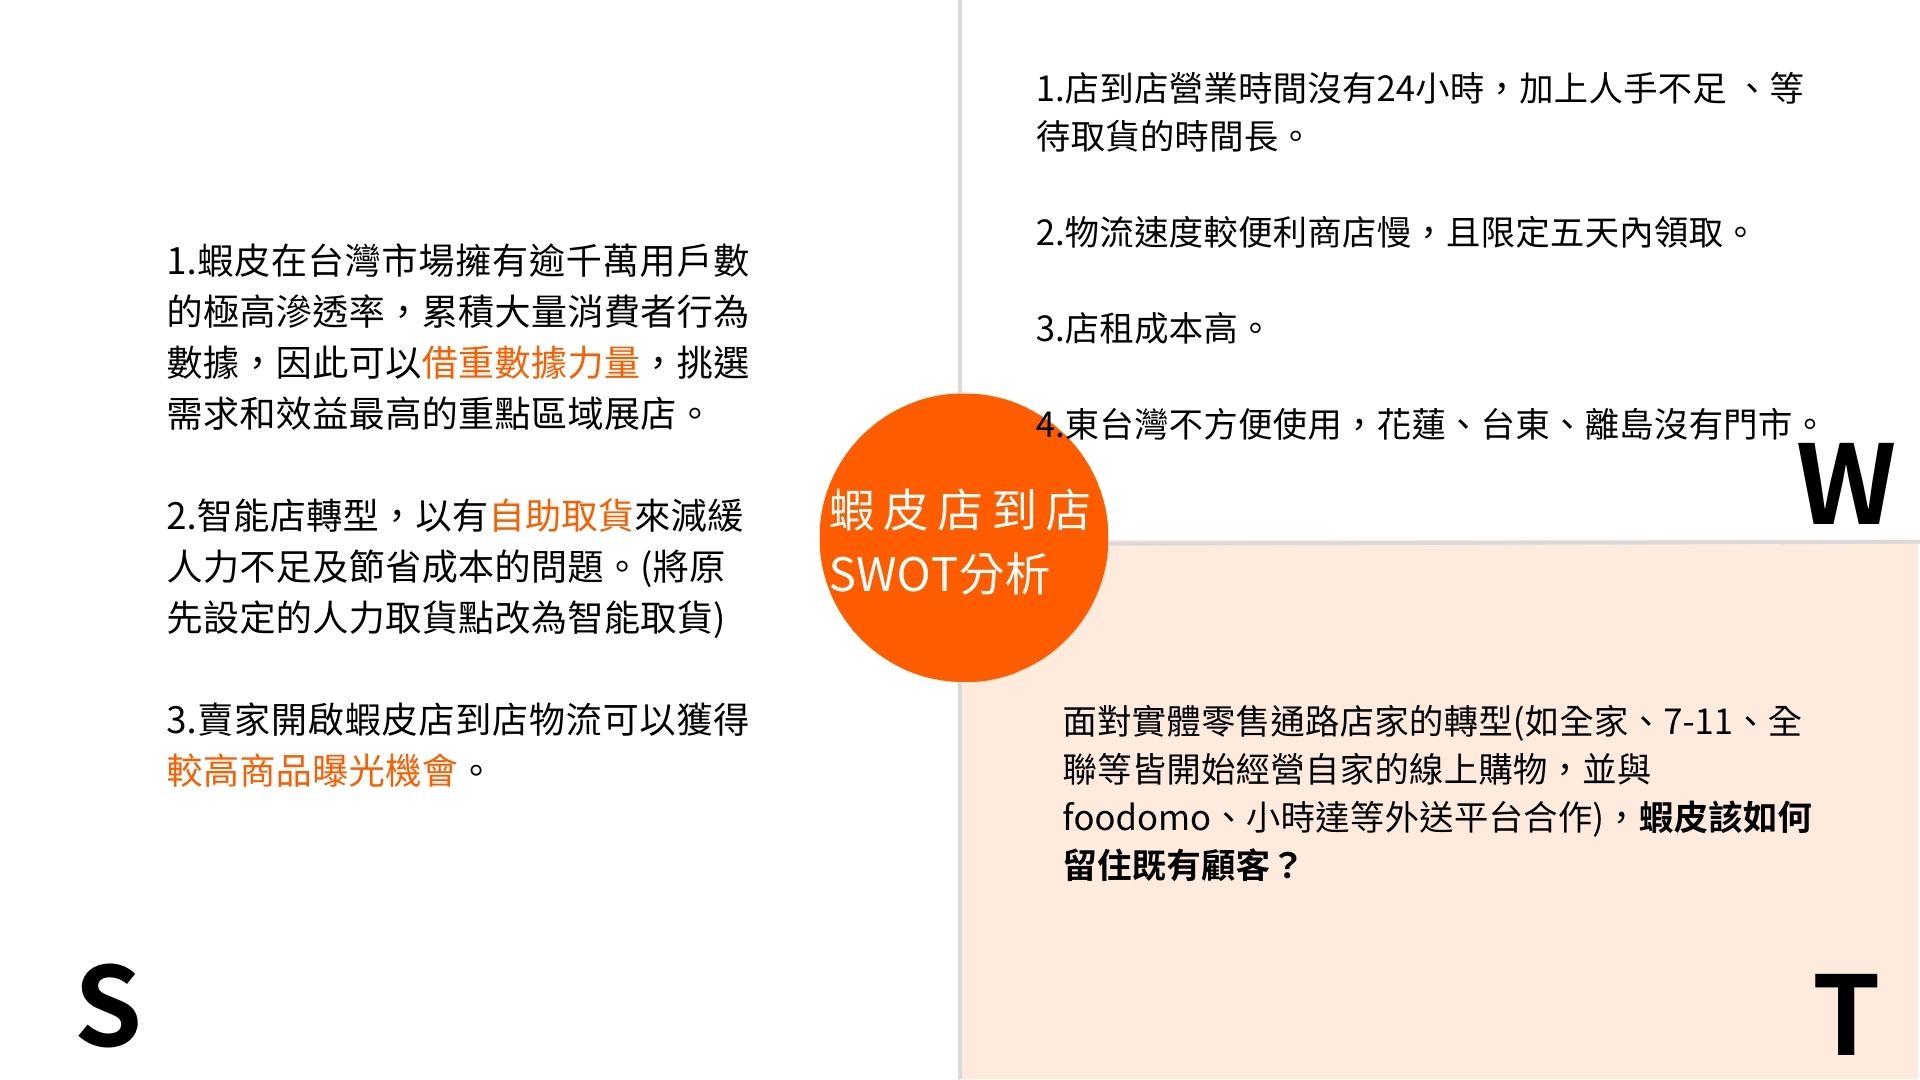 1.蝦皮在台灣市場擁有逾千萬用戶數
的極高滲透率，累積大量消費者行為
數據，因此可以借重數據力量，挑選
需求和效益最高的重點區域展店。
2.智能店轉型，以有自助取貨來減緩
人力不足及節省成本的問題。(將原
先設定的人力取貨點改為智能取貨)
3.賣家開啟蝦皮店到店物流可以獲得
較高商品曝光機會。
S
蝦皮店到店
SWOT分析
1.店到店營業時間沒有24小時，加上人手不足 、等
待取貨的時間長。
2.物流速度較便利商店慢，且限定五天內領取。
3.店租成本高。
4.東台灣不方便使用，花蓮、台東、離島沒有門市。
W
面對實體零售通路店家的轉型(如全家、7-11、全
聯等皆開始經營自家的線上購物，並與
foodomo、小時達等外送平台合作)，蝦皮該如何
留住既有顧客？
T